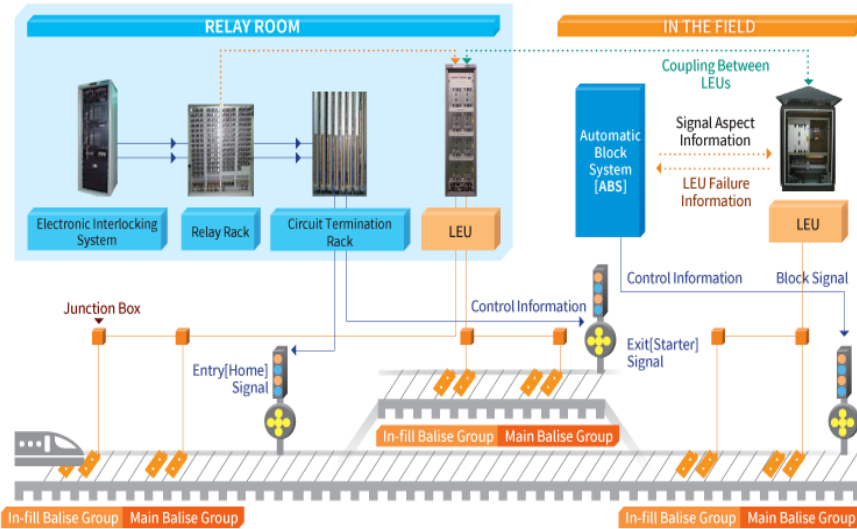 RELAY ROOM
IN THE FIELD
Coupling Between
LEUs
Automatic
Block
System
[ABS]
Signal Aspect
Information
LEU Failure
Information
Electronic Interlocking
System
Relay Rack
Circuit Termination
Rack
LEU
LEU
Junction Box
Control Information
Control Information
Block Signal
Entry[Home]
Signal
Exit[Starter]
Signal
In-fill Balise Group
Main Balise Group
In-fill Balise Group
Main Balise Group
In-fill Balise Group
Main Balise Group